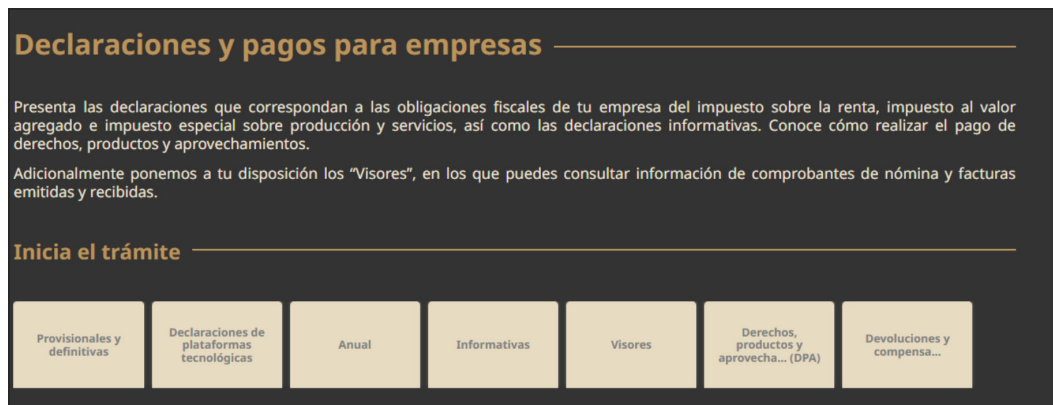 Declaraciones y pagos para empresas
Presenta las declaraciones que correspondan a las obligaciones fiscales de tu empresa del impuesto sobre la renta, impuesto al valor
agregado e impuesto especial sobre producción y servicios, así como las declaraciones informativas. Conoce cómo realizar el pago de
derechos, productos y aprovechamientos.
Adicionalmente ponemos a tu disposición los “Visores”, en los que puedes consultar información de comprobantes de nómina y facturas
emitidas y recibidas.
Inicia el trámite
Provisionales y
definitivas
Declaraciones de
plataformas
tecnológicas
Anual
Informativas
Visores
Derechos,
productos y
aprovecha... (DPA)
Devoluciones y
compensa...